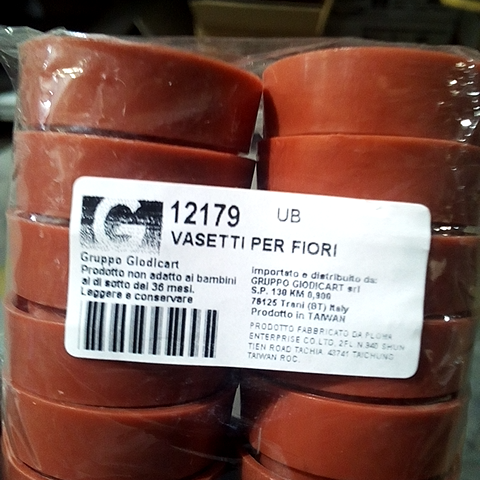 G
12179 UB
VASETTI PER FIORI
Gruppo Giodicart
Prodotto non adatto ai bambini
al di sotto dei 36 mesi.
Leggere e conservare
Importato e distribuito da:
GRUPPO GIODICART srl
S.P. 130 KM 0,900
76125 Trani (BT) Italy
Prodotto in TAIWAN
PRODOTTO FABBRICATO DA
ENTERPRISE CO.LTD. 2FL.N.940 SHUN
TIEN ROAD TACHIA. 43741 TAICHUNG
TAIWAN ROC.